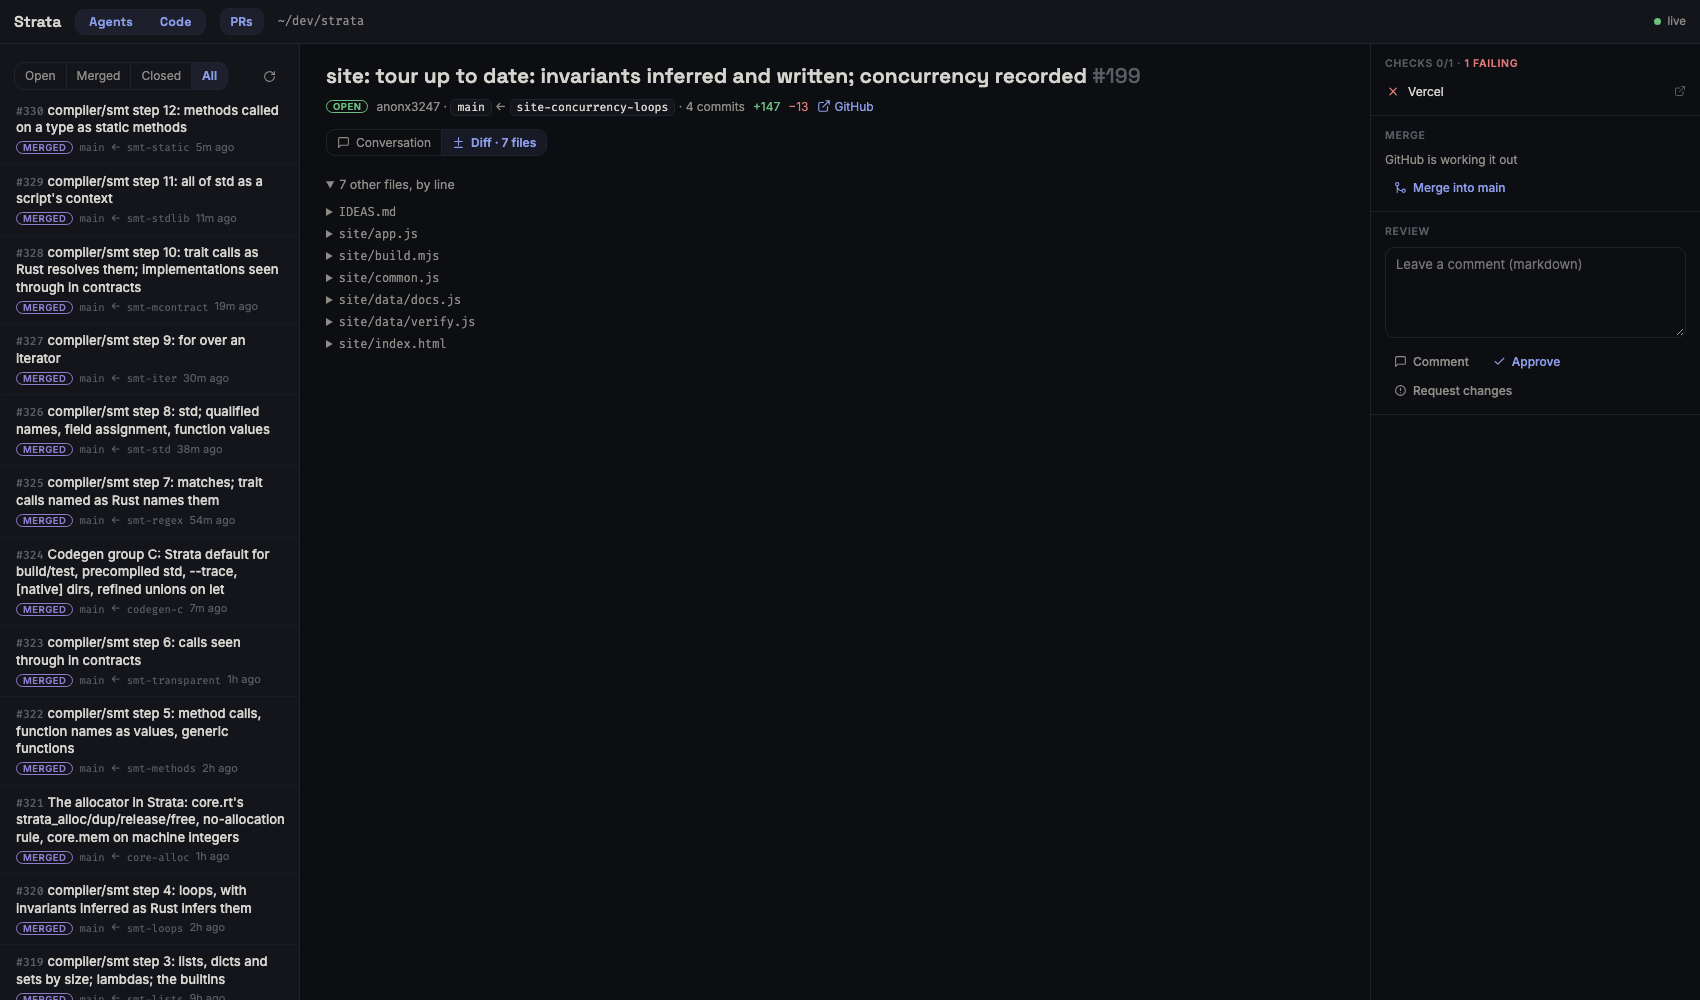 Strata
Agents
Code
PRs
~/dev/strata
live
Open
Merged
Closed
All
#330 compiler/smt step 12: methods called
on a type as static methods
MERGED main ← smt-static 5m ago
#329 compiler/smt step 11: all of std as a
script's context
MERGED main ← smt-stdlib 11m ago
#328 compiler/smt step 10: trait calls as
Rust resolves them; implementations seen
through in contracts
MERGED main ← smt-mcontract 19m ago
#327 compiler/smt step 9: for over an
iterator
MERGED main ← smt-iter 30m ago
#326 compiler/smt step 8: std; qualified
names, field assignment, function values
MERGED main ← smt-std 38m ago
#325 compiler/smt step 7: matches; trait
calls named as Rust names them
MERGED main ← smt-regex 54m ago
#324 Codegen group C: Strata default for
build/test, precompiled std, --trace,
[native] dirs, refined unions on let
MERGED main ← codegen-c 7m ago
#323 compiler/smt step 6: calls seen
through in contracts
MERGED main ← smt-transparent 1h ago
#322 compiler/smt step 5: method calls,
function names as values, generic
functions
MERGED main ← smt-methods 2h ago
#321 The allocator in Strata: core.rt's
strata_alloc/dup/release/free, no-allocation
rule, core.mem on machine integers
MERGED main ← core-alloc 1h ago
#320 compiler/smt step 4: loops, with
invariants inferred as Rust infers them
MERGED main ← smt-loops 2h ago
#319 compiler/smt step 3: lists, dicts and
sets by size; lambdas; the builtins
MERGED main ← smt-lists 9h ago
site: tour up to date: invariants inferred and written; concurrency recorded #199
OPEN anonx3247 · main ← site-concurrency-loops · 4 commits +147 −13 GitHub
Conversation
Diff · 7 files
▼ 7 other files, by line
▶ IDEAS.md
▶ site/app.js
▶ site/build.mjs
▶ site/common.js
▶ site/data/docs.js
▶ site/data/verify.js
▶ site/index.html
CHECKS 0/1 · 1 FAILING
Vercel
MERGE
GitHub is working it out
Merge into main
REVIEW
Leave a comment (markdown)
Comment
Approve
Request changes